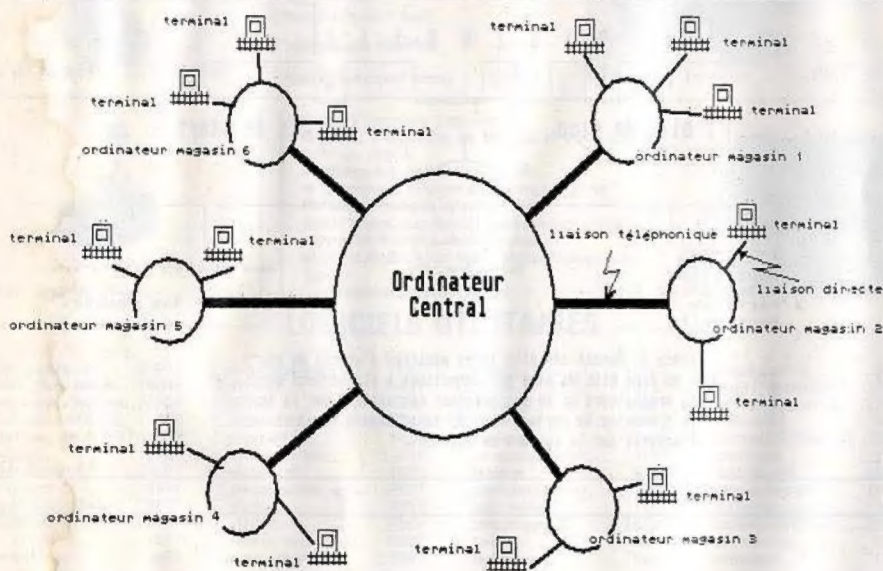 terminal
terminal
terminal
terminal
terminal
terminal
ordinateur magasin 6
ordinateur magasin 1
terminal
terminal
terminal
liaison téléphonique
Ordinateur
Central
liaison directe
ordinateur magasin 5
ordinateur magasin 2
terminal
terminal
terminal
ordinateur magasin 4
ordinateur magasin 3
terminal
terminal